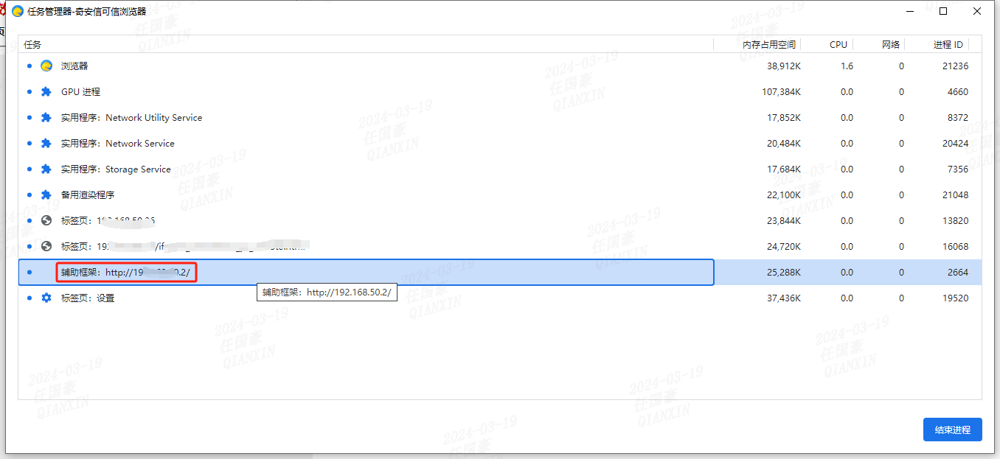 任务管理器-奇安信可信浏览器
任务 内存占用空间 CPU 网络 进程 ID
浏览器 38,912K 1.6 0 21236
GPU 进程 107,384K 0.0 0 4660
实用程序：Network Utility Service 17,852K 0.0 0 8372
实用程序：Network Service 20,484K 0.0 0 20424
实用程序：Storage Service 17,684K 0.0 0 7356
备用渲染程序 22,100K 0.0 0 21048
标签页： 23,844K 0.0 0 13820
标签页：19 /if 24,720K 0.0 0 16068
辅助框架：http://19 0.2/ 25,288K 0.0 0 2664
辅助框架：http://192.168.50.2/
标签页：设置 37,436K 0.0 0 19520
结束进程
2024-03-19
任国豪
QIANXIN